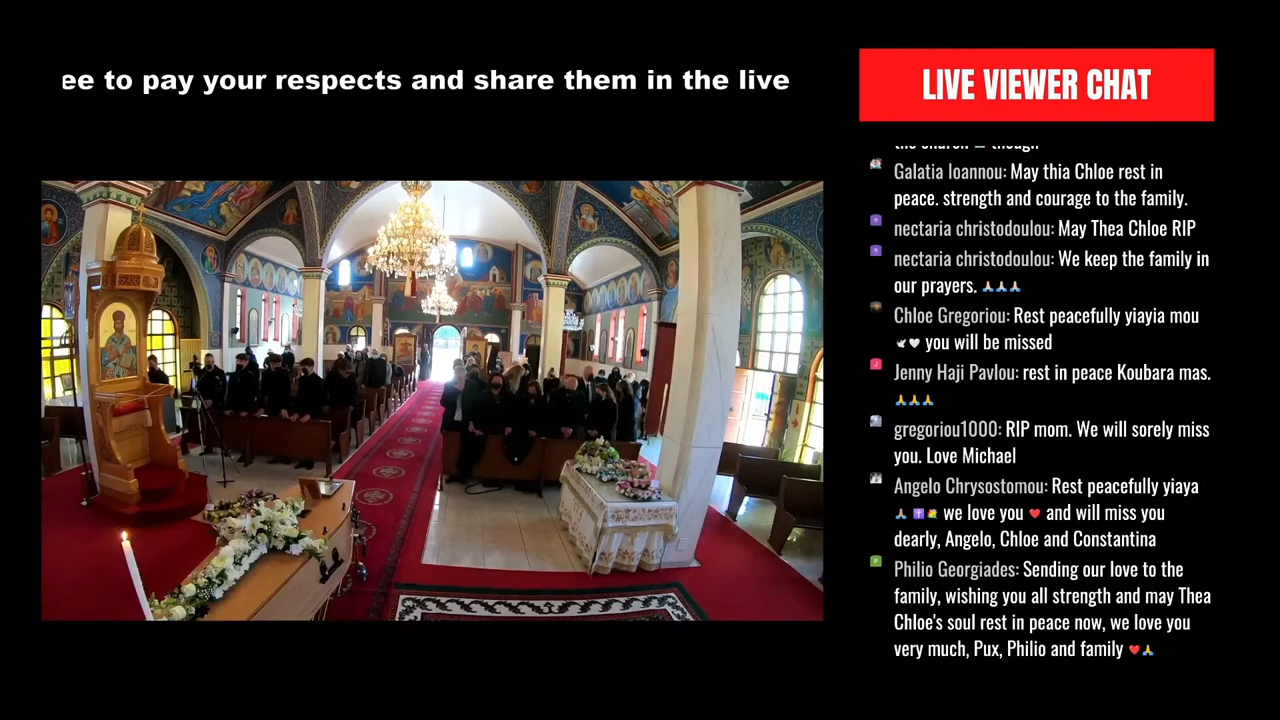 ee to pay your respects and share them in the live
LIVE VIEWER CHAT
the church though
Galatia Ioannou: May thia Chloe rest in
peace. strength and courage to the family.
nectaria christodoulou: May Thea Chloe RIP
nectaria christodoulou: We keep the family in
our prayers. 🙏🙏🙏
Chloe Gregoriou: Rest peacefully yiayia mou
🕊🤍 you will be missed
Jenny Haji Pavlou: rest in peace Koubara mas.
🙏🙏🙏
gregoriou1000: RIP mom. We will sorely miss
you. Love Michael
Angelo Chrysostomou: Rest peacefully yiaya
🙏 ✝️💐 we love you ❤️ and will miss you
dearly, Angelo, Chloe and Constantina
Philio Georgiades: Sending our love to the
family, wishing you all strength and may Thea
Chloe's soul rest in peace now, we love you
very much, Pux, Philio and family ❤️🙏